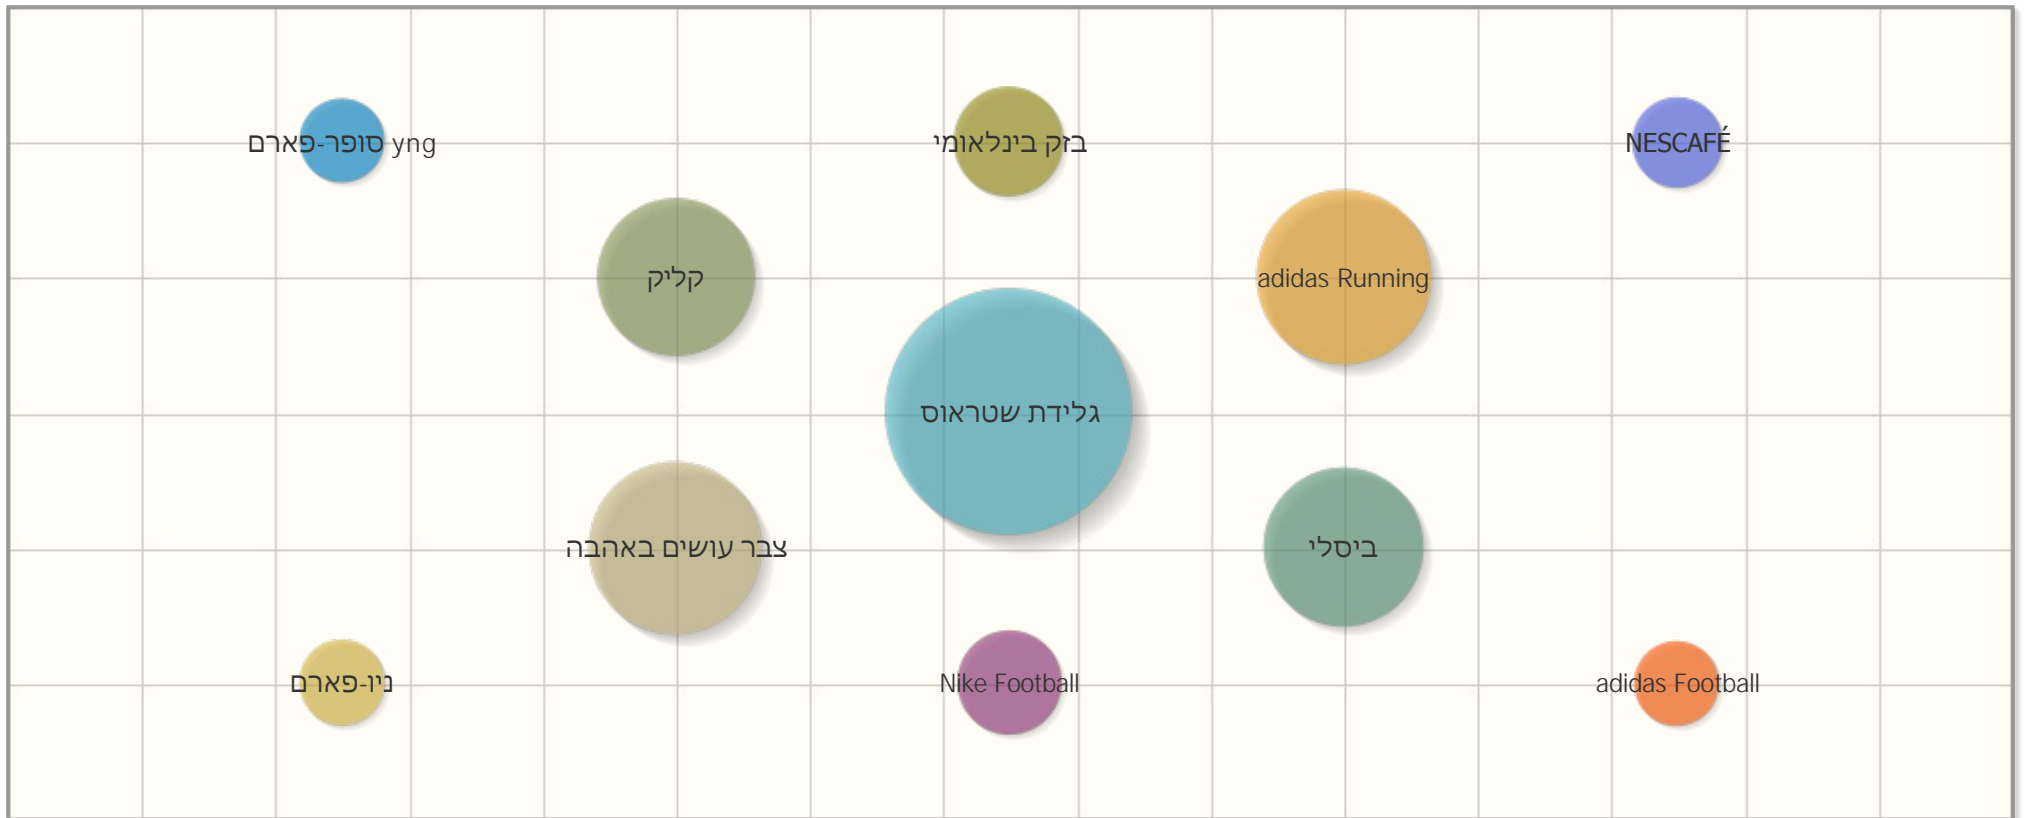 yng סופר-פארם
בזק בינלאומי
NESCAFÉ
קליק
adidas Running
גלידת שטראוס
צבר עושים באהבה
ביסלי
ניו-פארם
Nike Football
adidas Football